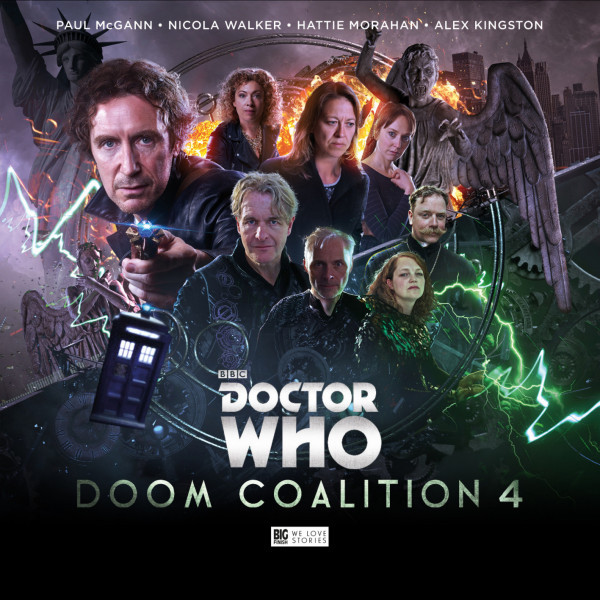 PAUL McGANN • NICOLA WALKER • HATTIE MORAHAN • ALEX KINGSTON
BBC
DOCTOR
WHO
DOOM COALITION 4
BIG FINISH
WE LOVE
STORIES